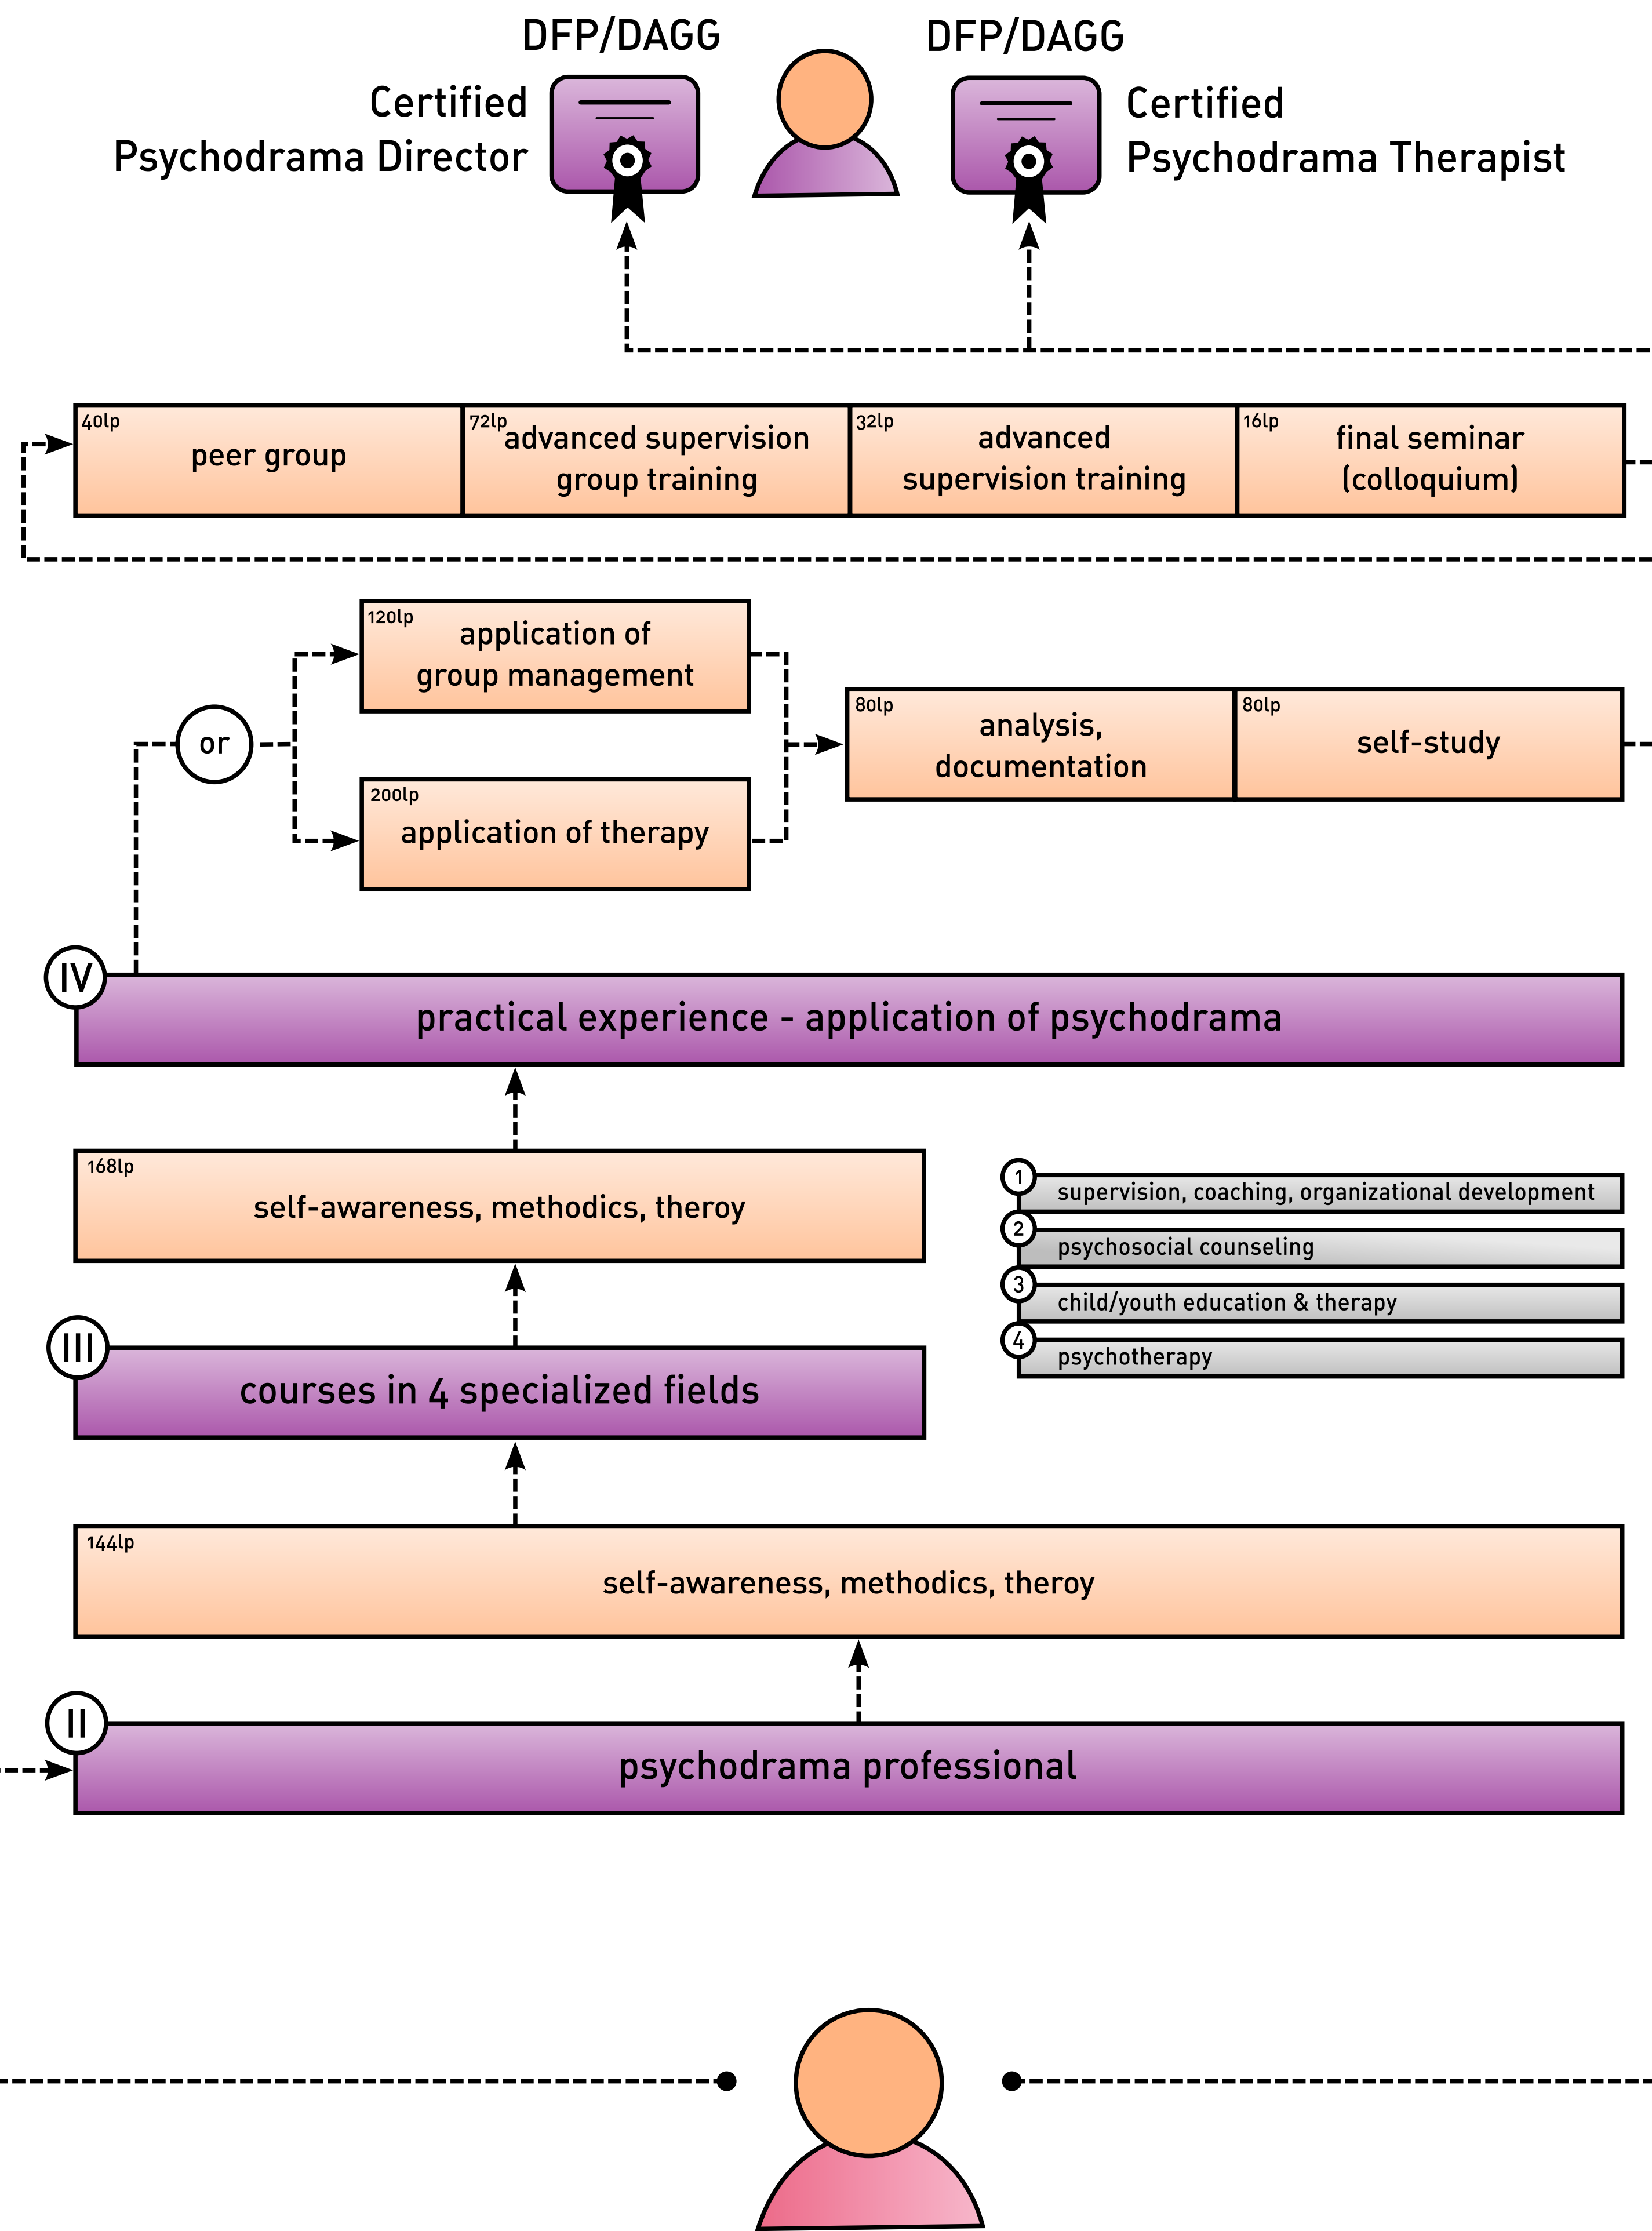 DFP/DAGG
Certified
Psychodrama Director
DFP/DAGG
Certified
Psychodrama Therapist
40lp
peer group
72lp
advanced supervision
group training
32lp
advanced
supervision training
16lp
final seminar
(colloquium)
120lp
application of
group management
or
200lp
application of therapy
80lp
analysis,
documentation
80lp
self-study
IV
practical experience - application of psychodrama
168lp
self-awareness, methodics, theroy
1
supervision, coaching, organizational development
2
psychosocial counseling
3
child/youth education & therapy
4
psychotherapy
III
courses in 4 specialized fields
144lp
self-awareness, methodics, theroy
II
psychodrama professional